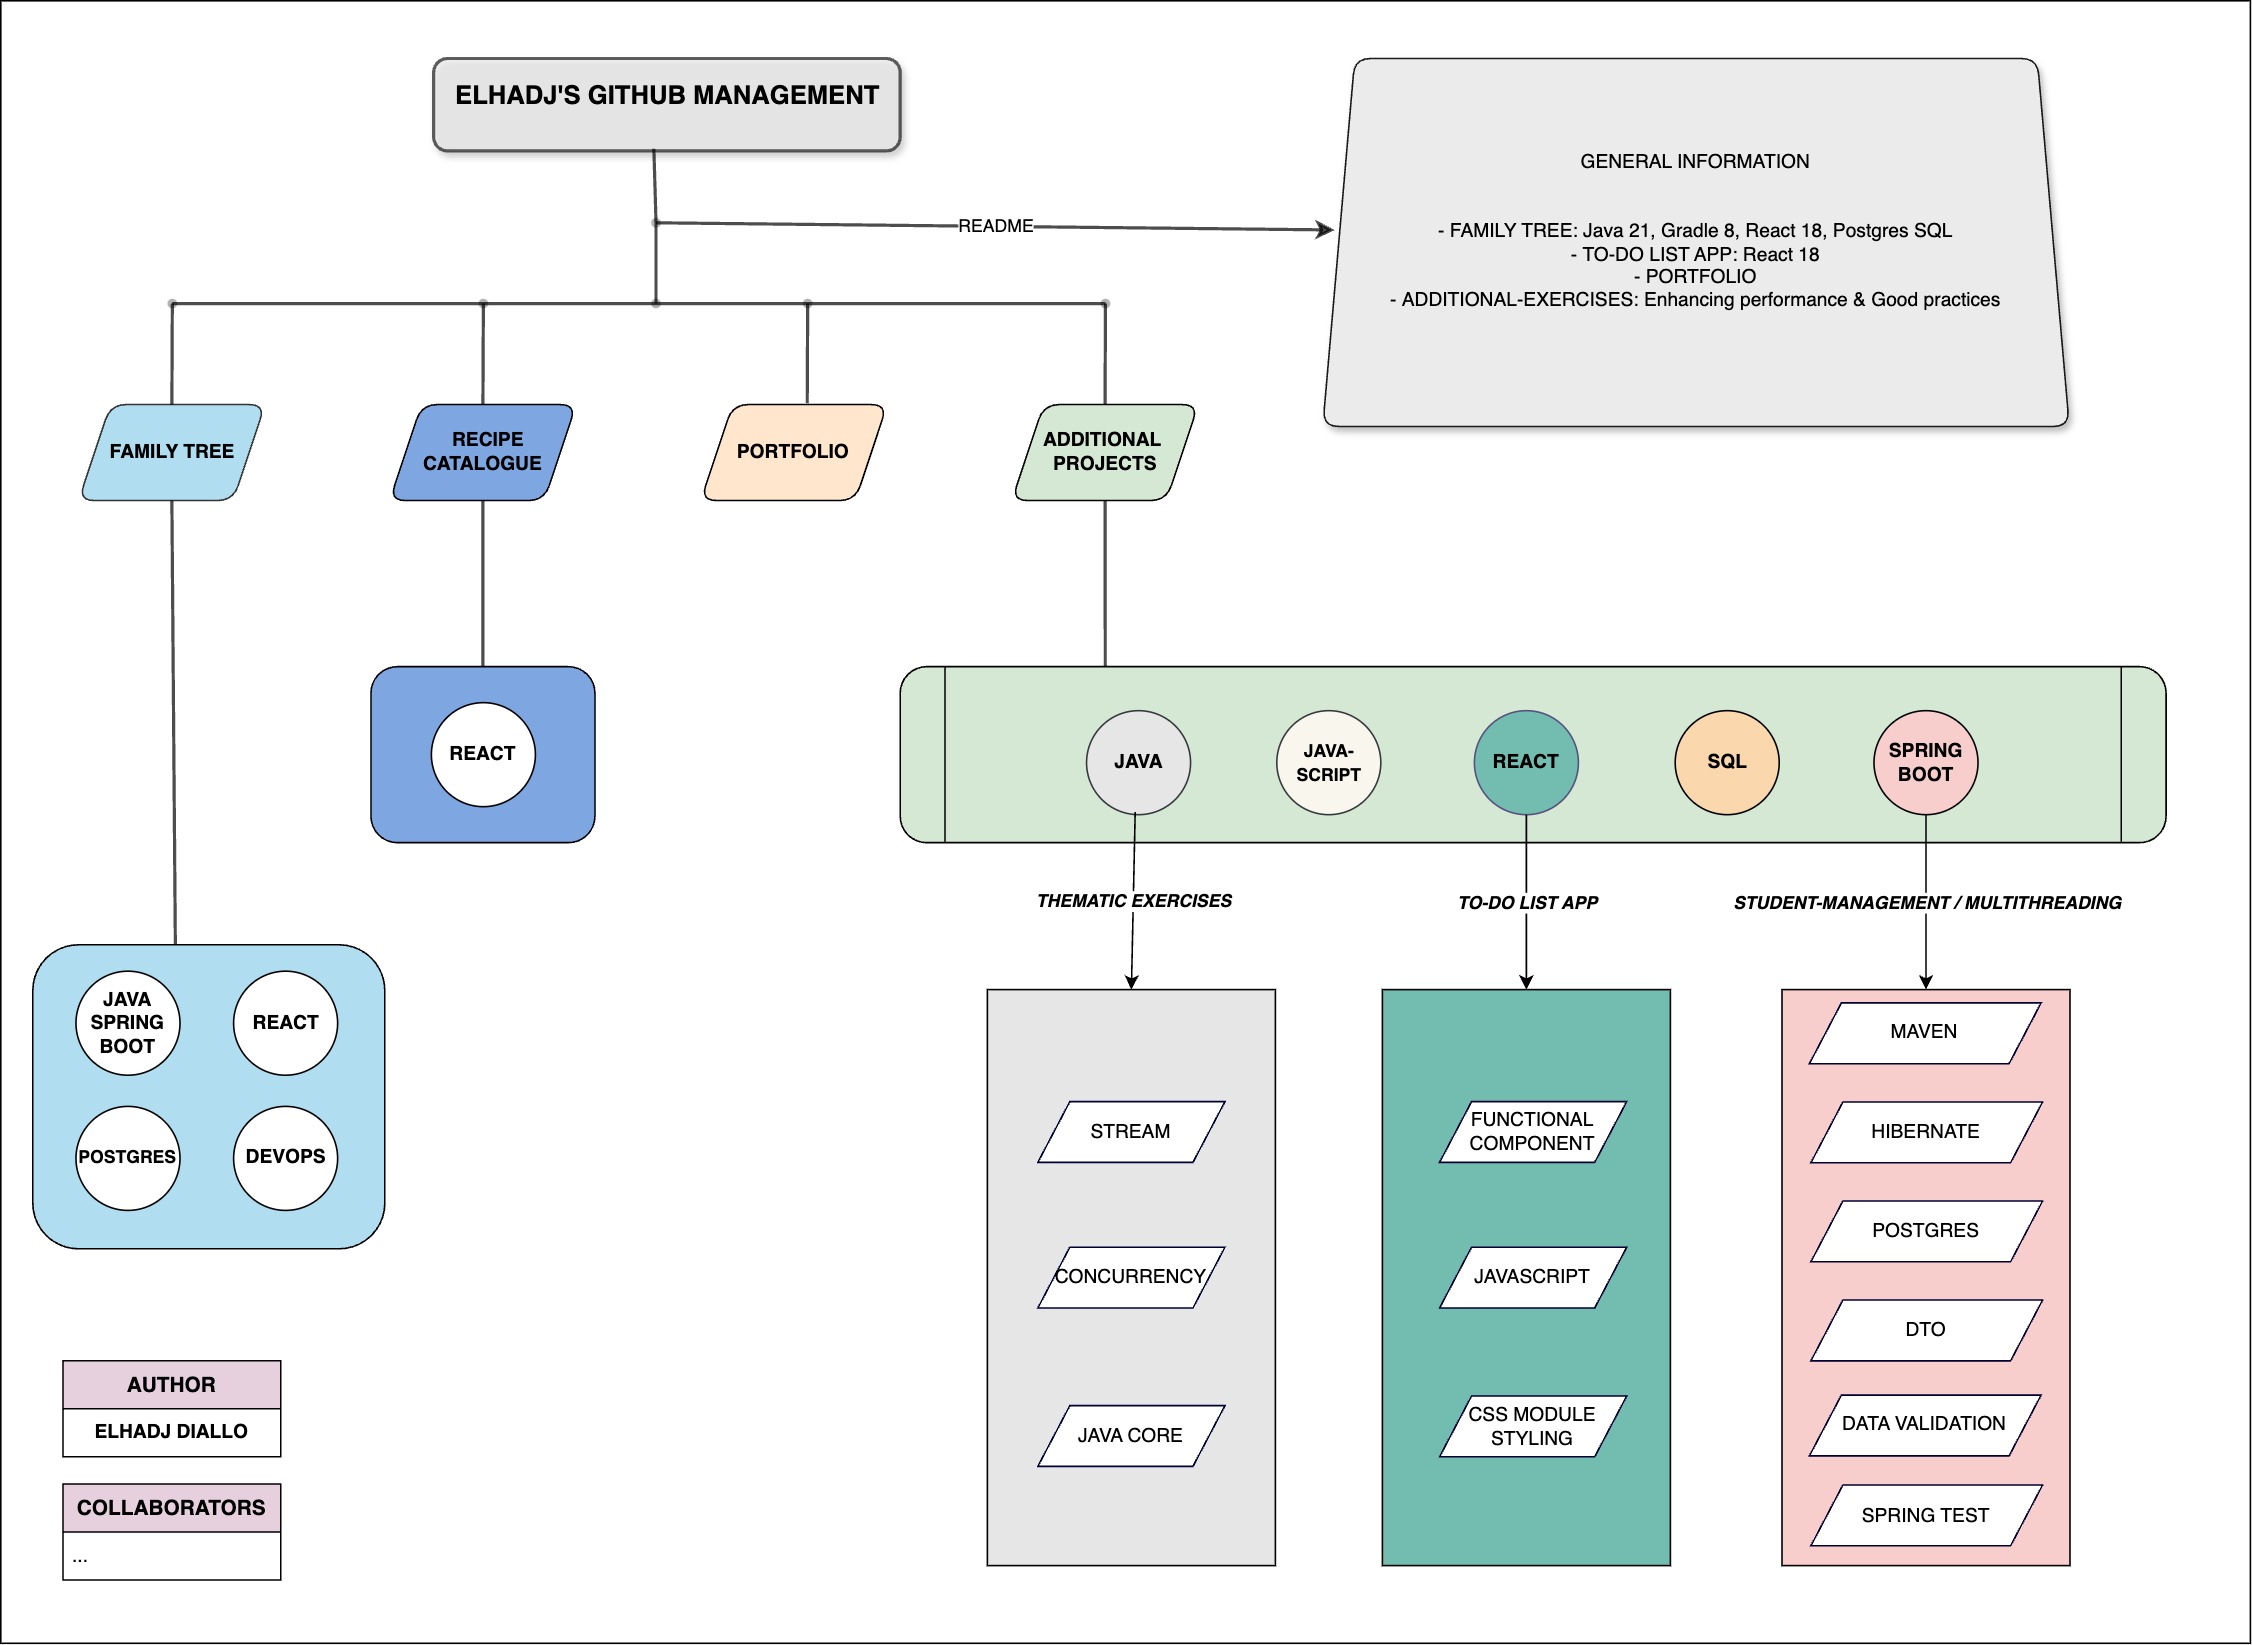 ELHADJ'S GITHUB MANAGEMENT
README
GENERAL INFORMATION
- FAMILY TREE: Java 21, Gradle 8, React 18, Postgres SQL
- TO-DO LIST APP: React 18
- PORTFOLIO
- ADDITIONAL-EXERCISES: Enhancing performance & Good practices
FAMILY TREE
RECIPE
CATALOGUE
PORTFOLIO
ADDITIONAL
PROJECTS
REACT
JAVA
JAVA-
SCRIPT
REACT
SQL
SPRING
BOOT
THEMATIC EXERCISES
TO-DO LIST APP
STUDENT-MANAGEMENT / MULTITHREADING
JAVA
SPRING
BOOT
REACT
POSTGRES
DEVOPS
STREAM
CONCURRENCY
JAVA CORE
FUNCTIONAL
COMPONENT
JAVASCRIPT
CSS MODULE
STYLING
MAVEN
HIBERNATE
POSTGRES
DTO
DATA VALIDATION
SPRING TEST
AUTHOR
ELHADJ DIALLO
COLLABORATORS
...